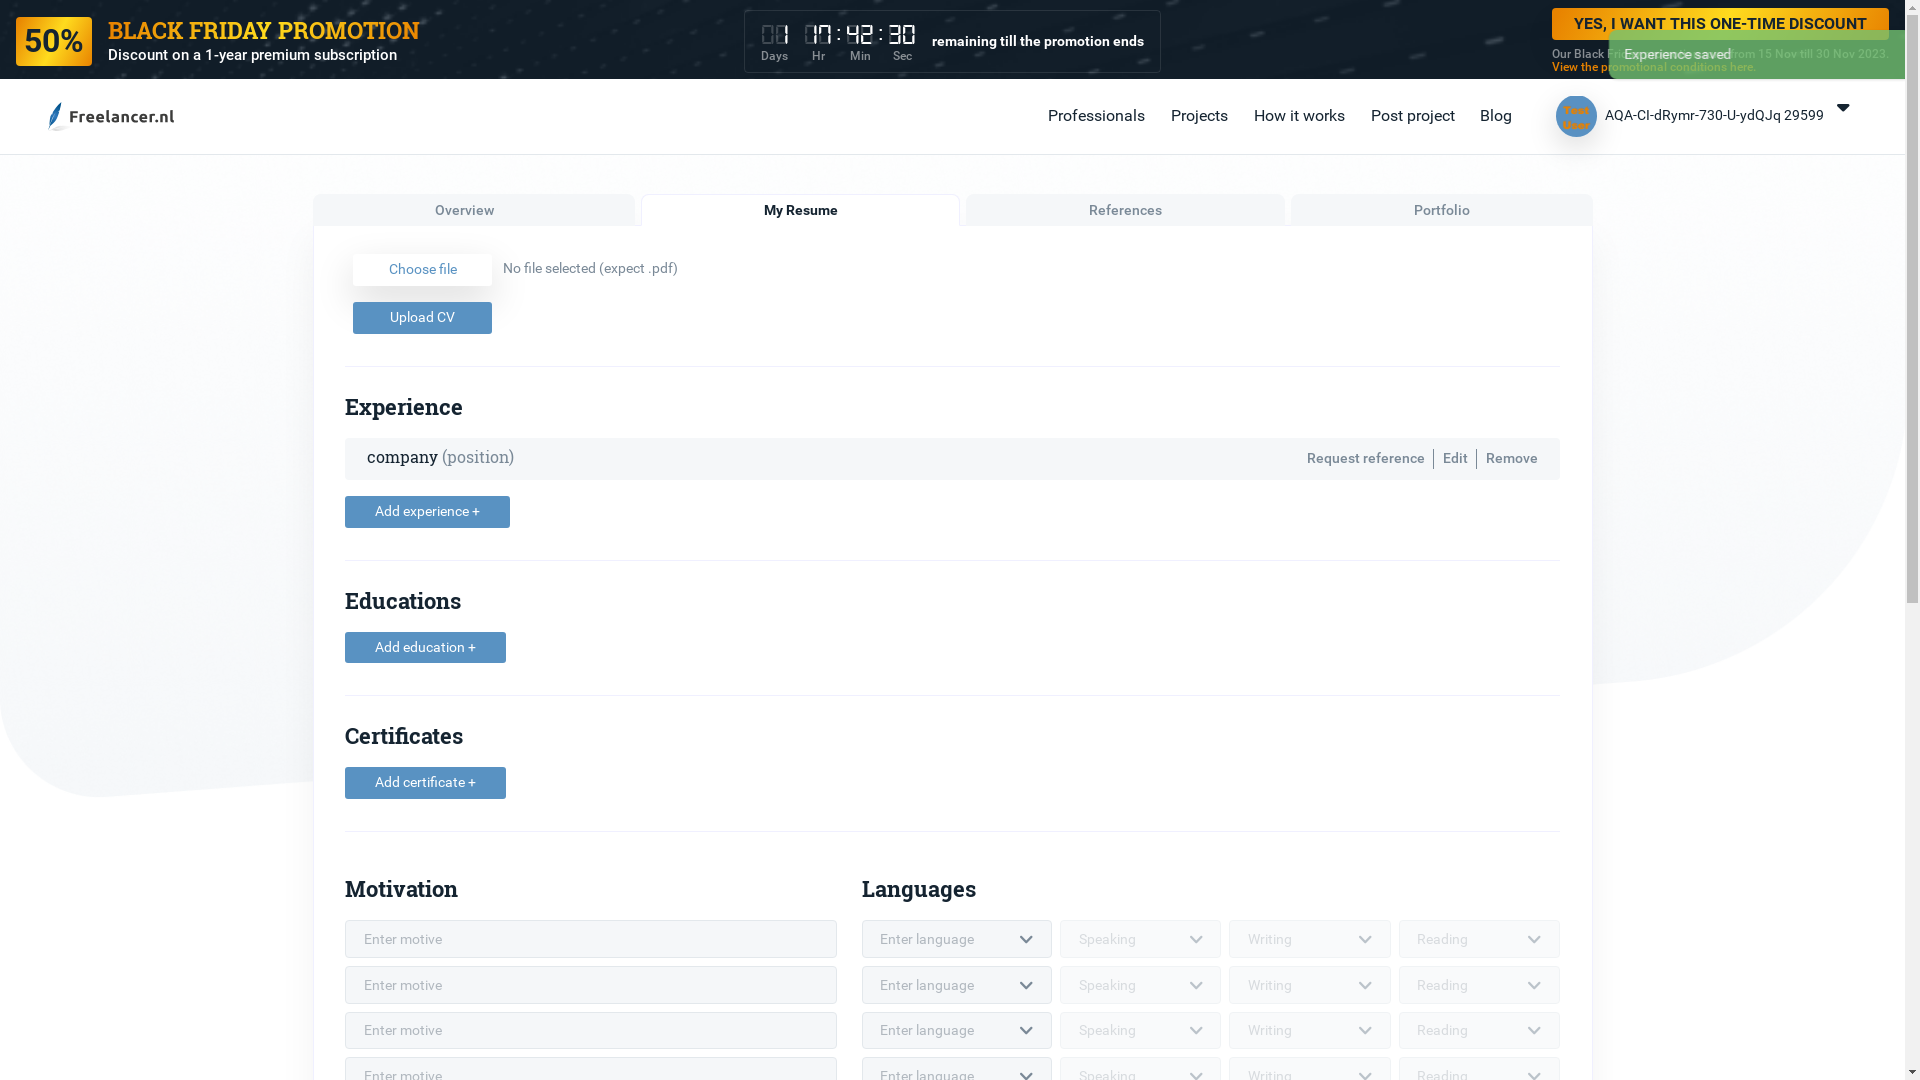 50%
BLACK FRIDAY PROMOTION
Discount on a 1-year premium subscription
1 17 : 42 : 30
Days Hr Min Sec
remaining till the promotion ends
YES, I WANT THIS ONE-TIME DISCOUNT
Our Black from 15 Nov till 30 Nov 2023.
View the promotional conditions here.
Experience saved
Freelancer.nl
Professionals Projects How it works Post project Blog
Test
User
AQA-CI-dRymr-730-U-ydQJq 29599
Overview My Resume References Portfolio
Choose file No file selected (expect .pdf)
Upload CV
Experience
company (position) Request reference Edit Remove
Add experience +
Educations
Add education +
Certificates
Add certificate +
Motivation Languages
Enter motive Enter language Speaking Writing Reading
Enter motive Enter language Speaking Writing Reading
Enter motive Enter language Speaking Writing Reading
Enter motive Enter language Speaking Writing Reading